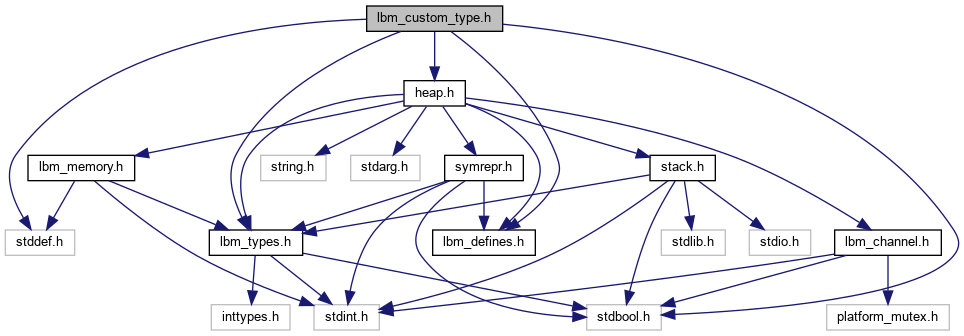 lbm_custom_type.h
heap.h
lbm_memory.h
string.h
stdarg.h
symrepr.h
stack.h
stddef.h
lbm_types.h
lbm_defines.h
stdlib.h
stdio.h
lbm_channel.h
inttypes.h
stdint.h
stdbool.h
platform_mutex.h